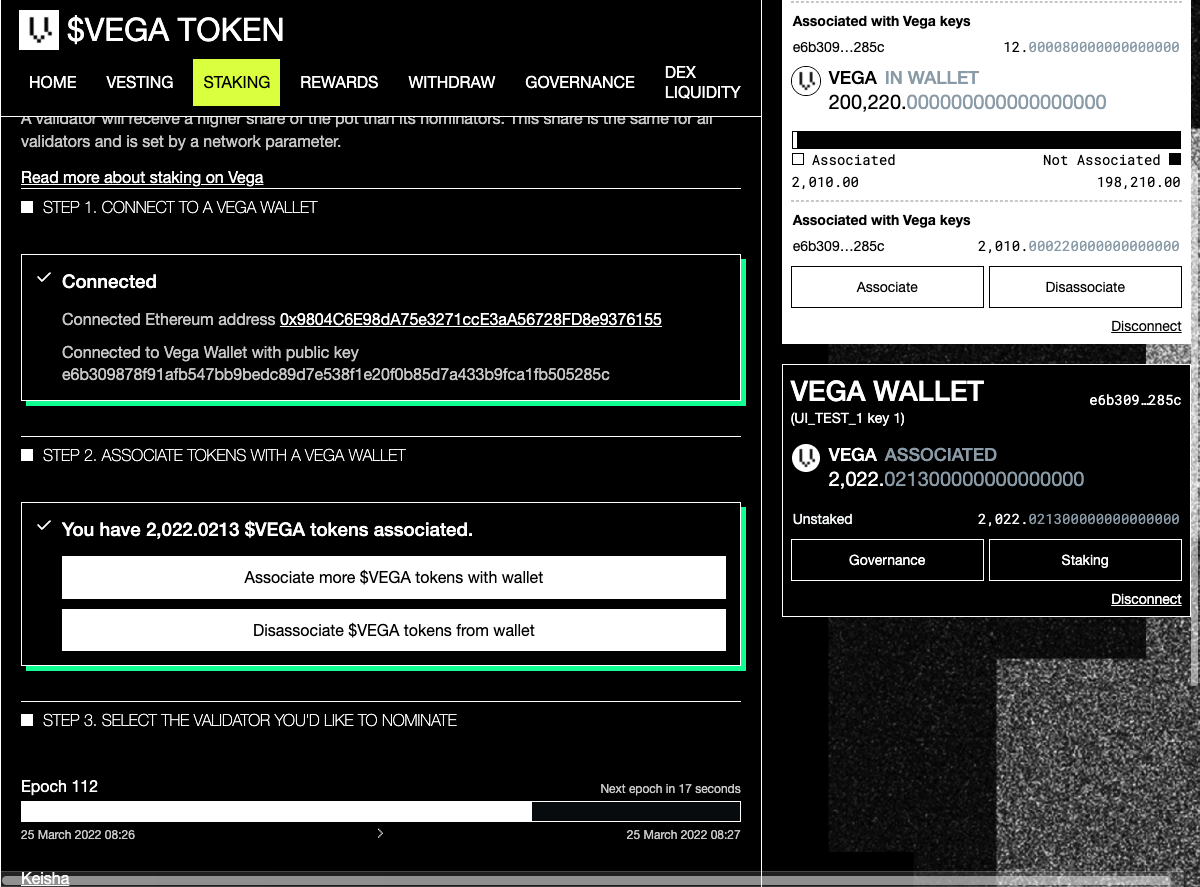 $VEGA TOKEN
HOME
VESTING
STAKING
REWARDS
WITHDRAW
GOVERNANCE
DEX
LIQUIDITY
A validator will receive a higher share of the pot than its nominators. This share is the same for all
validators and is set by a network parameter.
Read more about staking on Vega
STEP 1. CONNECT TO A VEGA WALLET
Connected
Connected Ethereum address 0x9804C6E98dA75e3271ccE3aA56728FD8e9376155
Connected to Vega Wallet with public key
e6b309878f91afb547bb9bedc89d7e538f1e20f0b85d7a433b9fca1fb505285c
STEP 2. ASSOCIATE TOKENS WITH A VEGA WALLET
You have 2,022.0213 $VEGA tokens associated.
Associate more $VEGA tokens with wallet
Disassociate $VEGA tokens from wallet
STEP 3. SELECT THE VALIDATOR YOU'D LIKE TO NOMINATE
Epoch 112
Next epoch in 17 seconds
25 March 2022 08:26
25 March 2022 08:27
Keisha
Associated with Vega keys
e6b309…285c 12.000080000000000000
VEGA IN WALLET
200,220.000000000000000000
Associated Not Associated
2,010.00 198,210.00
Associated with Vega keys
e6b309…285c 2,010.000220000000000000
Associate Disassociate
Disconnect
VEGA WALLET e6b309…285c
(UI_TEST_1 key 1)
VEGA ASSOCIATED
2,022.021300000000000000
Unstaked 2,022.021300000000000000
Governance Staking
Disconnect